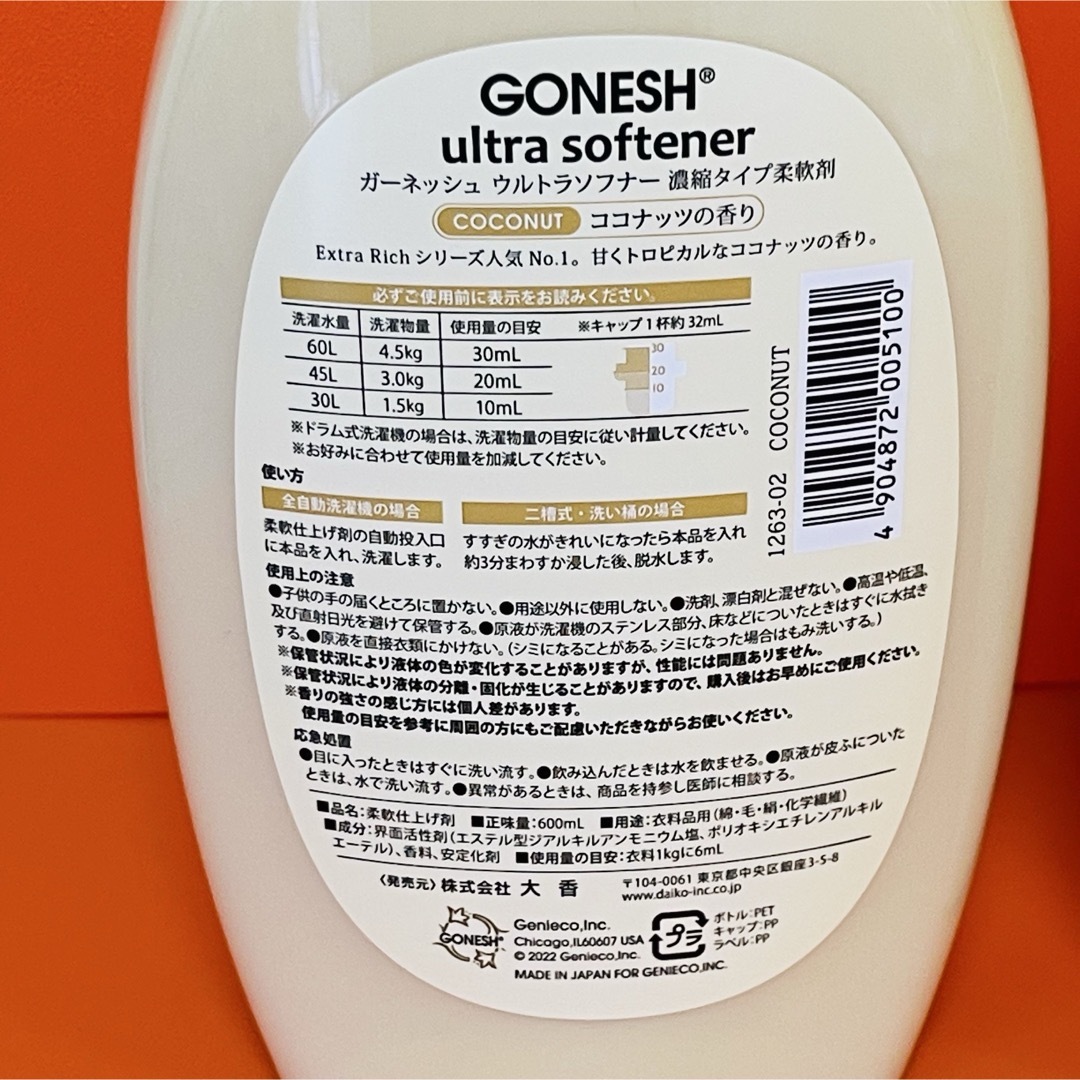 GONESH®
ultra softener
ガーネッシュ ウルトラソフナー 濃縮タイプ柔軟剤
COCONUT ココナッツの香り
Extra Rich シリーズ人気 No.1。甘くトロピカルなココナッツの香り。
必ずご使用前に表示をお読みください。
洗濯水量 洗濯物量 使用量の目安 ※キャップ1杯約32mL
60L 4.5kg 30mL
45L 3.0kg 20mL
30L 1.5kg 10mL
30
20
10
※ドラム式洗濯機の場合は、洗濯物量の目安に従い計量してください。
※お好みに合わせて使用量を加減してください。
1263-02 COCONUT
4904872005100
使い方
全自動洗濯機の場合
柔軟仕上げ剤の自動投入口
に本品を入れ、洗濯します。
二槽式・洗い桶の場合
すすぎの水がきれいになったら本品を入れ
約3分まわすか浸した後、脱水します。
使用上の注意
●子供の手の届くところに置かない。●用途以外に使用しない。●洗剤、漂白剤と混ぜない。●高温や低温、
及び直射日光を避けて保管する。●原液が洗濯機のステンレス部分、床などについたときはすぐに水拭き
する。●原液を直接衣類にかけない。(シミになることがある。シミになった場合はもみ洗いする。)
※保管状況により液体の色が変化することがありますが、性能には問題ありません。
※保管状況により液体の分離・固化が生じることがありますので、購入後はお早めにご使用ください。
※香りの強さの感じ方には個人差があります。
使用量の目安を参考に周囲の方にもご配慮いただきながらお使いください。
応急処置
●目に入ったときはすぐに洗い流す。●飲み込んだときは水を飲ませる。●原液が皮ふについた
ときは、水で洗い流す。●異常があるときは、商品を持参し医師に相談する。
■品名:柔軟仕上げ剤 ■正味量:600mL ■用途:衣料品用(綿・毛・絹・化学繊維)
■成分:界面活性剤(エステル型ジアルキルアンモニウム塩、ポリオキシエチレンアルキル
エーテル)、香料、安定化剤 ■使用量の目安:衣料1kgに6mL
〈発売元〉株式会社 大香 〒104-0061 東京都中央区銀座3-5-8
www.daiko-inc.co.jp
GONESH®
Genieco,Inc.
Chicago,IL60607 USA
© 2022 Genieco,Inc.
MADE IN JAPAN FOR GENIECO,INC.
プラ
ボトル:PET
キャップ:PP
ラベル:PP